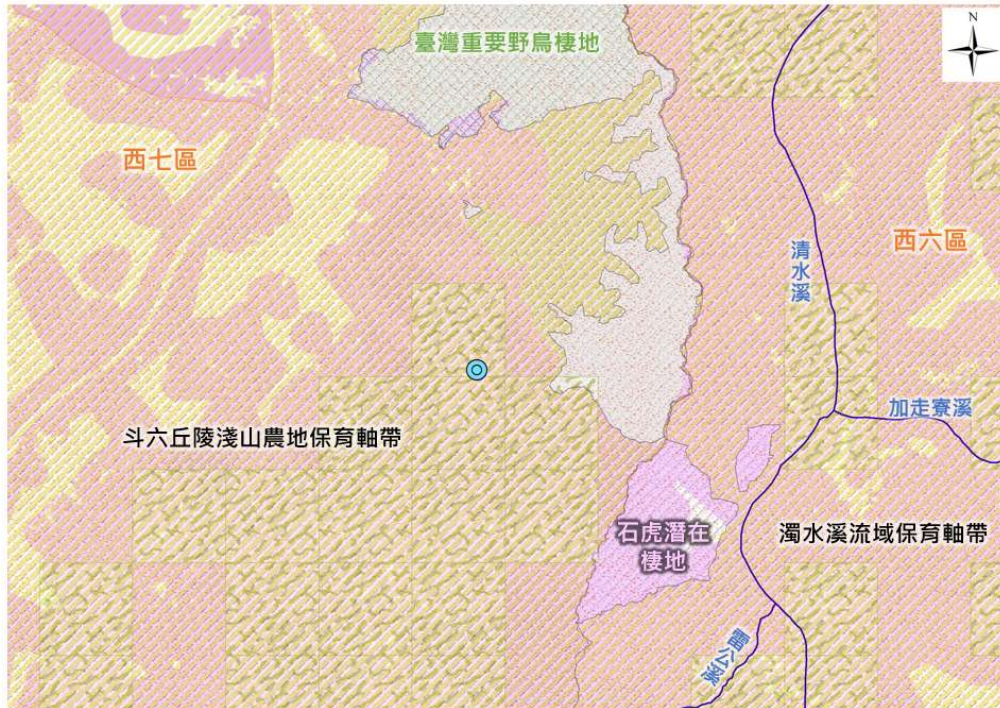 N
臺灣重要野鳥棲地
西七區
西六區
清水溪
加走寮溪
斗六丘陵淺山農地保育軸帶
石虎潛在
棲地
濁水溪流域保育軸帶
雷公溪